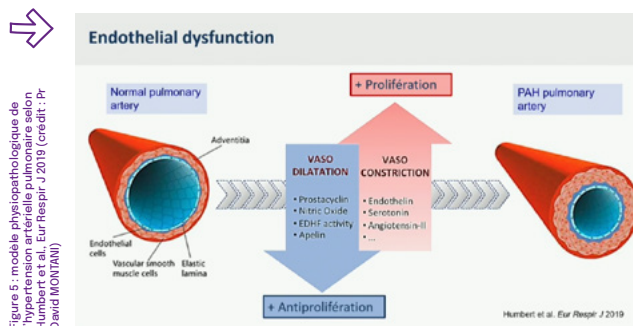 Figure 5 : modèle physiopathologique de
l'hypertension artérielle pulmonaire selon
Humbert et al., Eur Respir J 2019 (crédit : Pr
David MONTANI)
Endothelial dysfunction
Normal pulmonary
artery
Adventitia
Endothelial
cells
Vascular smooth
muscle cells
Elastic
lamina
+ Prolifération
VASO
DILATATION
• Prostacyclin
• Nitric Oxide
• EDHF activity
• Apelin
VASO
CONSTRICTION
• Endothelin
• Serotonin
• Angiotensin-II
• ...
+ Antiprolifération
PAH pulmonary
artery
Humbert et al. Eur Respir J 2019